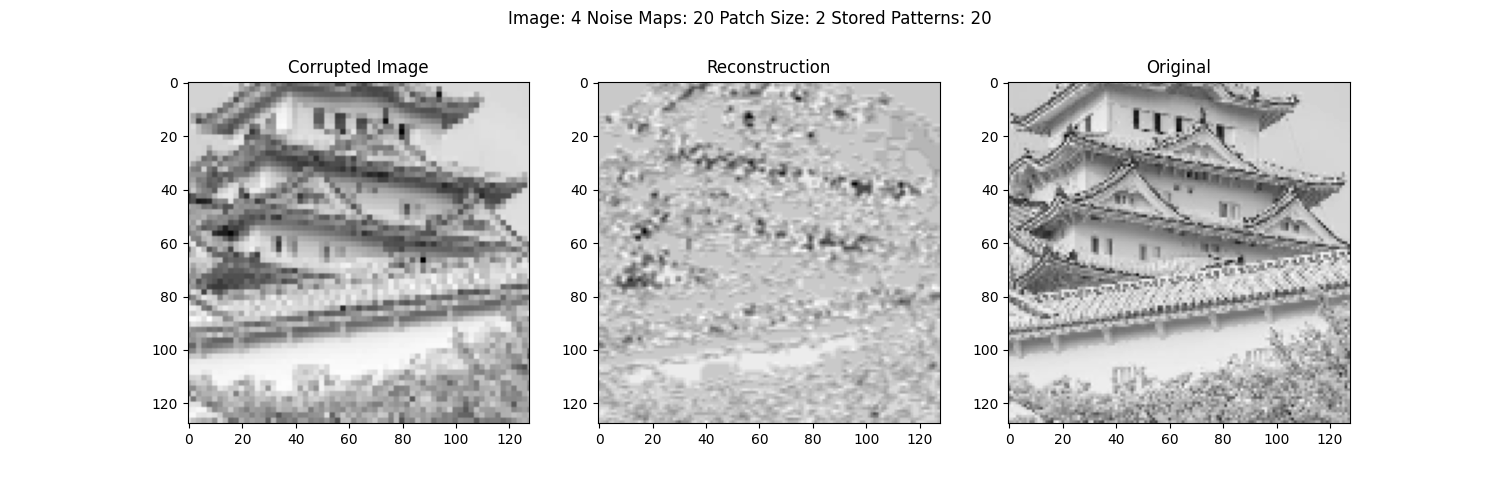 Image: 4 Noise Maps: 20 Patch Size: 2 Stored Patterns: 20
Corrupted Image Reconstruction Original
0 0 0
20 20 20
40 40 40
60 60 60
80 80 80
100 100 100
120 120 120
0 20 40 60 80 100 120 0 20 40 60 80 100 120 0 20 40 60 80 100 120